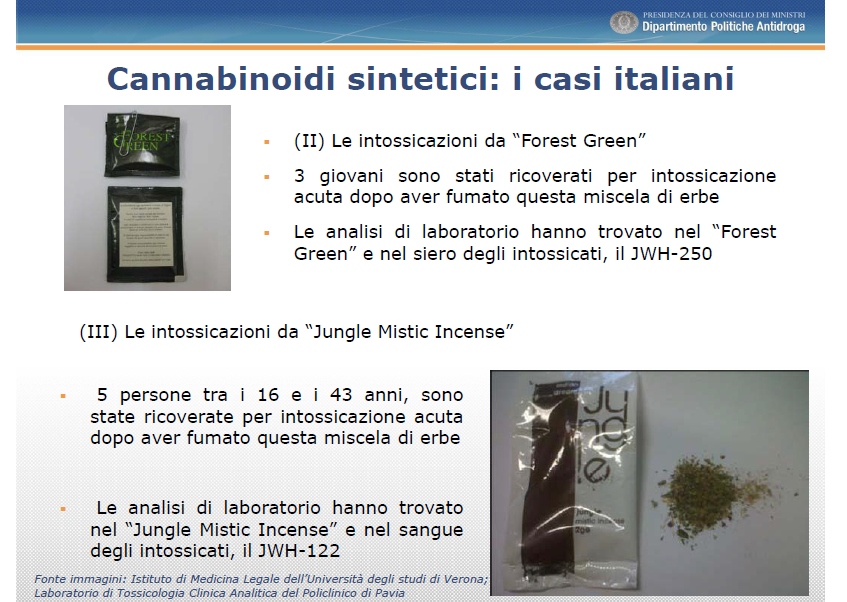 PRESIDENZA DEL CONSIGLIO DEI MINISTRI
Dipartimento Politiche Antidroga
Cannabinoidi sintetici: i casi italiani
FOREST
GREEN
▪ (II) Le intossicazioni da “Forest Green”
▪ 3 giovani sono stati ricoverati per intossicazione
acuta dopo aver fumato questa miscela di erbe
▪ Le analisi di laboratorio hanno trovato nel “Forest
Green” e nel siero degli intossicati, il JWH-250
(III) Le intossicazioni da “Jungle Mistic Incense”
▪ 5 persone tra i 16 e i 43 anni, sono
state ricoverate per intossicazione acuta
dopo aver fumato questa miscela di erbe
▪ Le analisi di laboratorio hanno trovato
nel “Jungle Mistic Incense” e nel sangue
degli intossicati, il JWH-122
Ju
ng
le
jungle
mistic incense
Fonte immagini: Istituto di Medicina Legale dell’Università degli studi di Verona;
Laboratorio di Tossicologia Clinica Analitica del Policlinico di Pavia